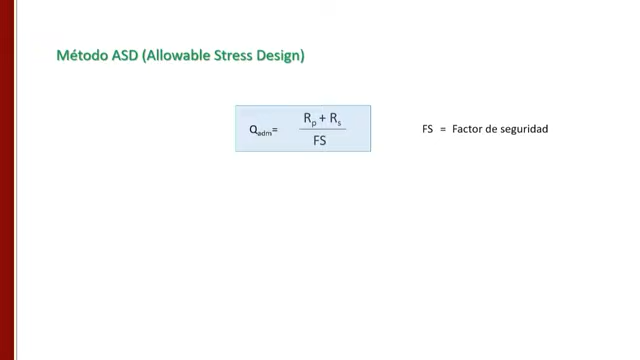 Método ASD (Allowable Stress Design)
Qadm= Rp + Rs
FS
FS = Factor de seguridad